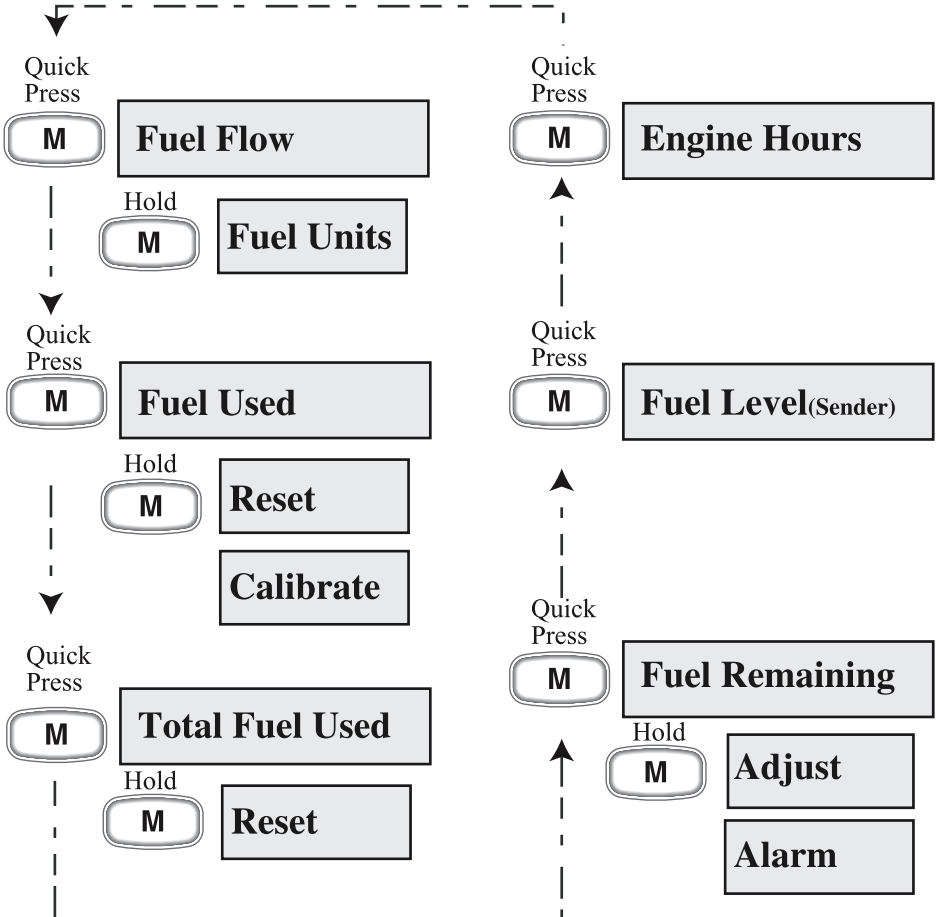 Quick
Press
M
Fuel Flow
Hold
M
Fuel Units
Quick
Press
M
Fuel Used
Hold
M
Reset
Calibrate
Quick
Press
M
Total Fuel Used
Hold
M
Reset
Quick
Press
M
Engine Hours
Quick
Press
M
Fuel Level(Sender)
Quick
Press
M
Fuel Remaining
Hold
M
Adjust
Alarm